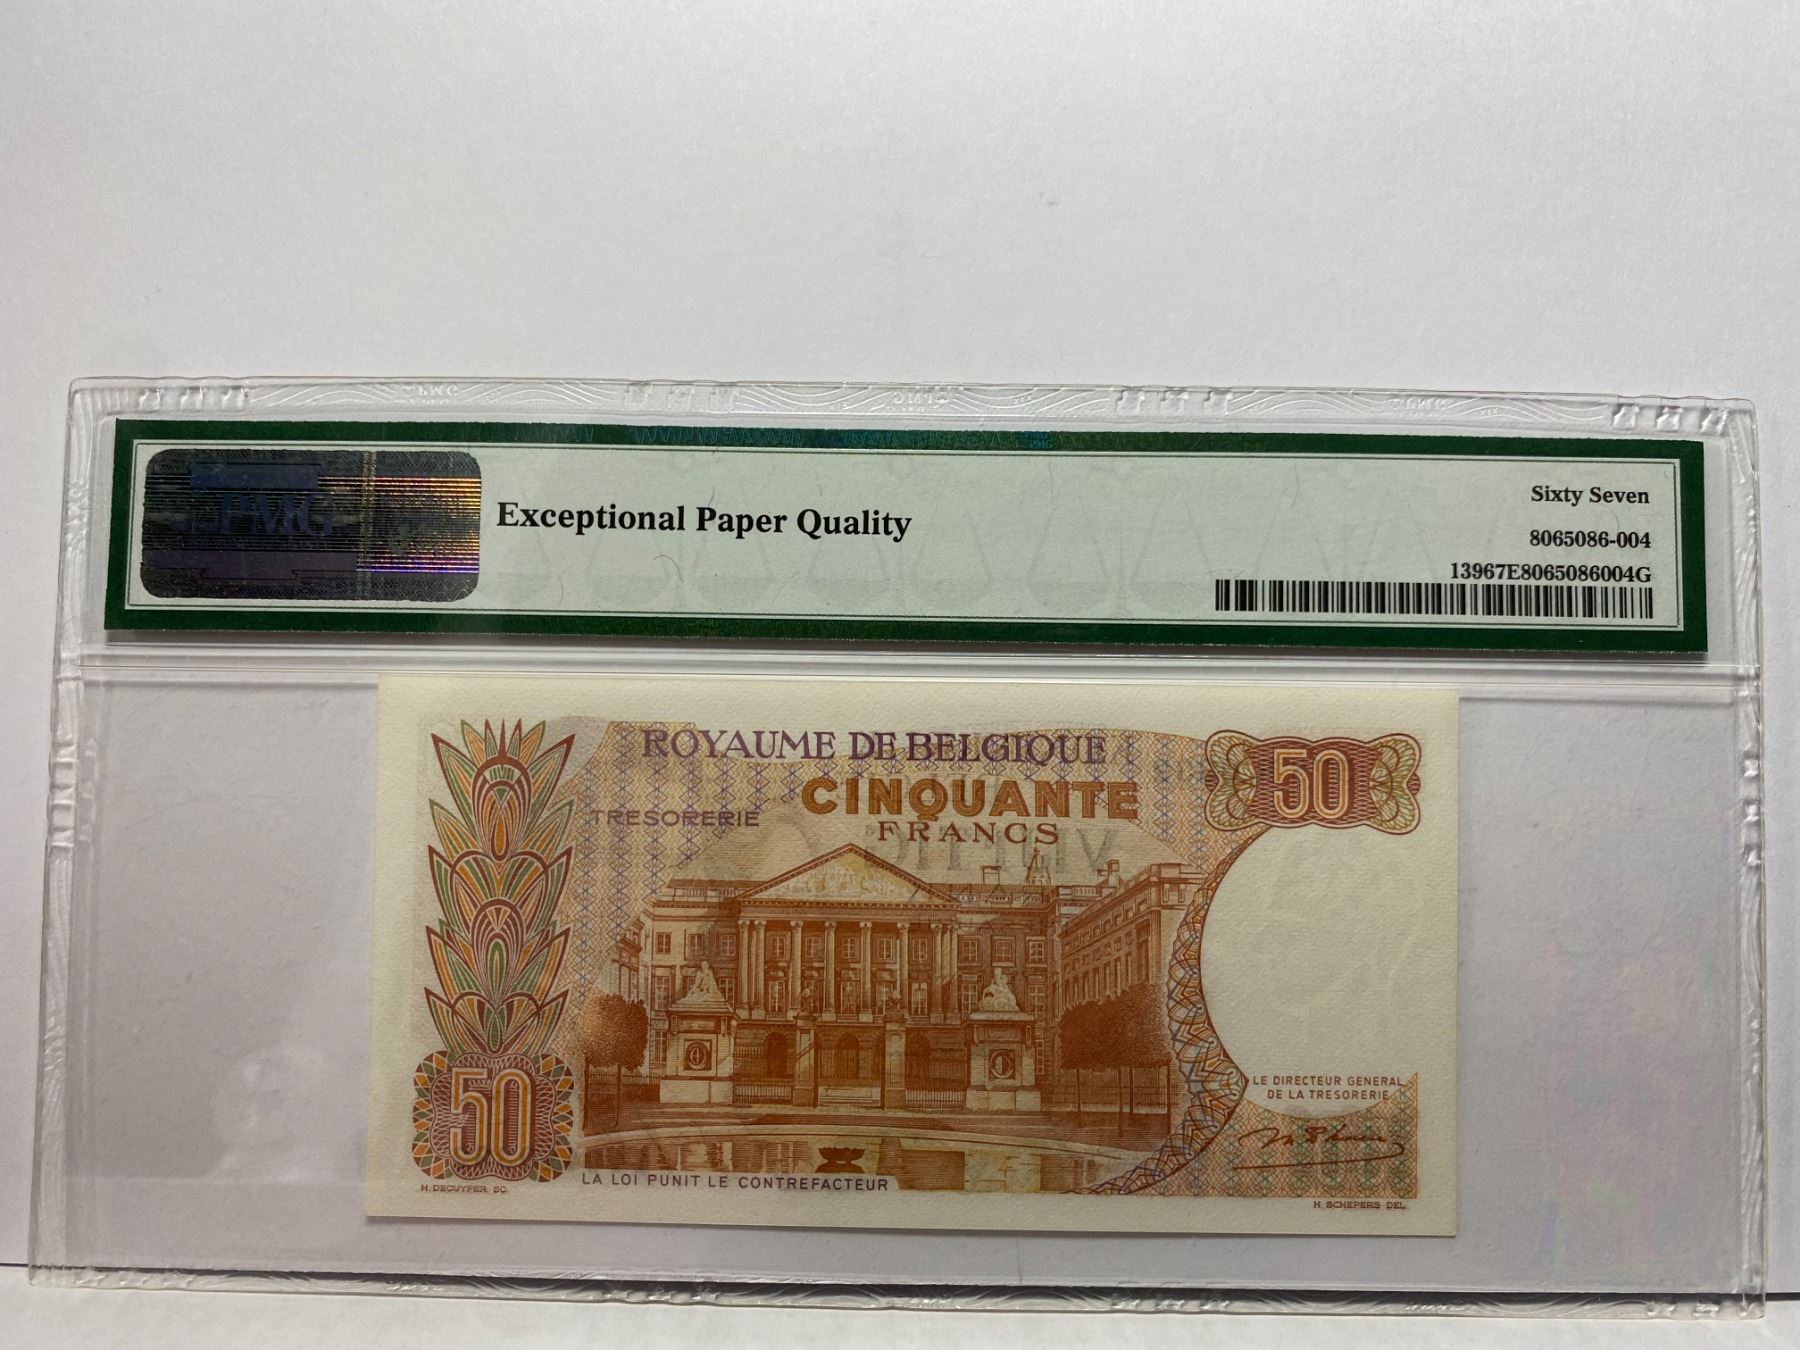 PMG
Exceptional Paper Quality
Sixty Seven
8065086-004
13967E8065086004G
ROYAUME DE BELGIQUE
CINQUANTE
TRESORERIE
FRANCS
50
LE DIRECTEUR GENERAL
DE LA TRESORERIE
50
LA LOI PUNIT LE CONTREFACTEUR
H. DECUYPER SC.
H. SCHEPERS DEL.